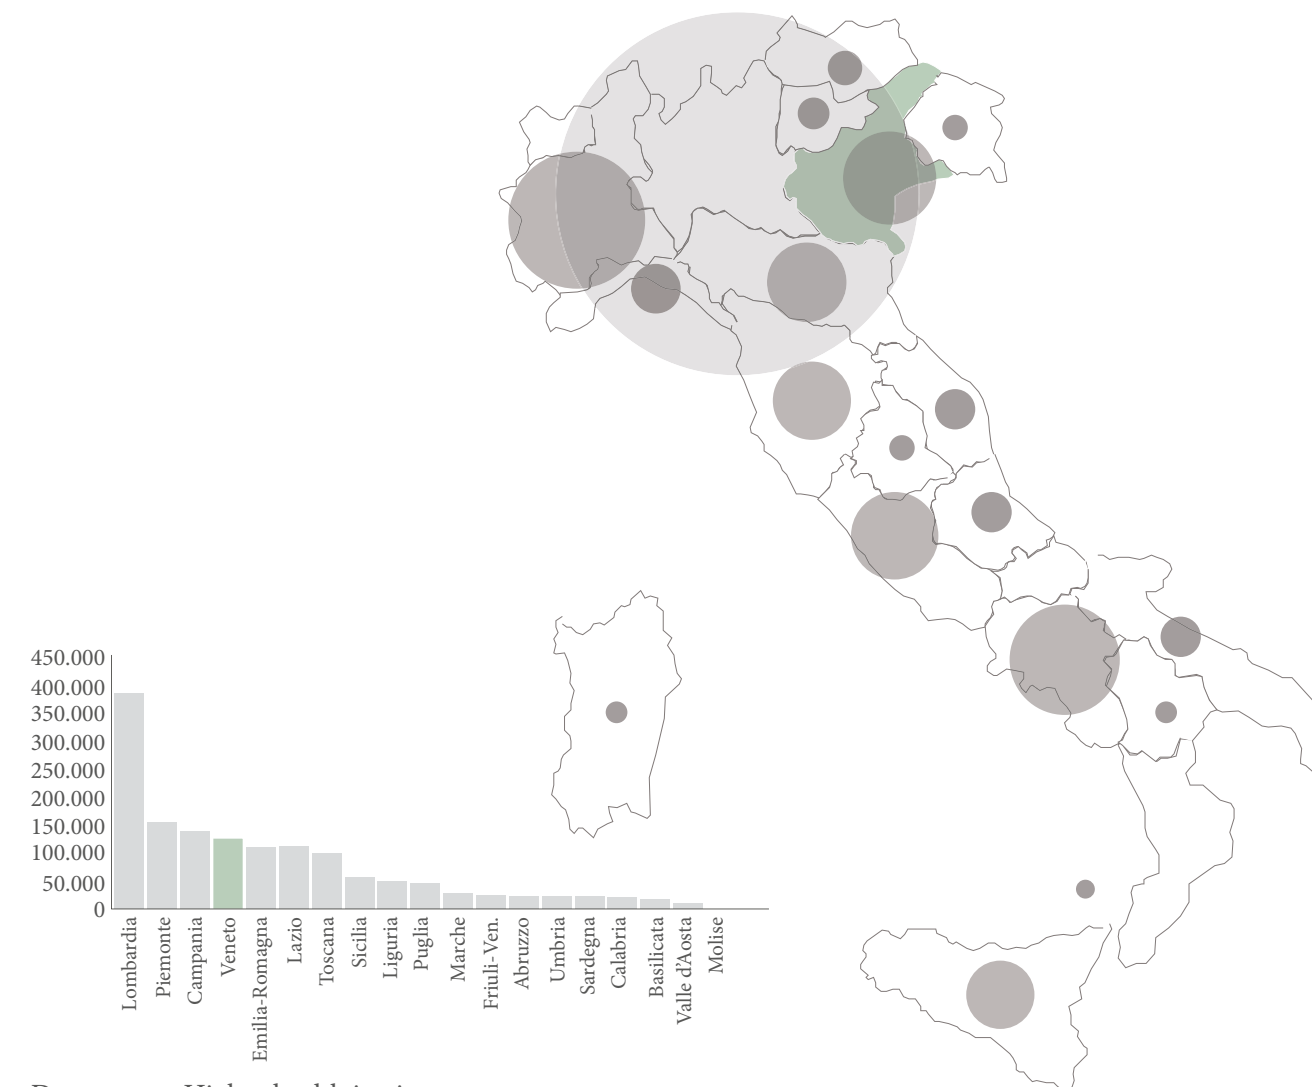 450.000
400.000
350.000
300.000
250.000
200.000
150.000
100.000
50.000
0
Lombardia
Piemonte
Campania
Veneto
Emilia-Romagna
Lazio
Toscana
Sicilia
Liguria
Puglia
Marche
Friuli-Ven.
Abruzzo
Umbria
Sardegna
Calabria
Basilicata
Valle d'Aosta
Molise